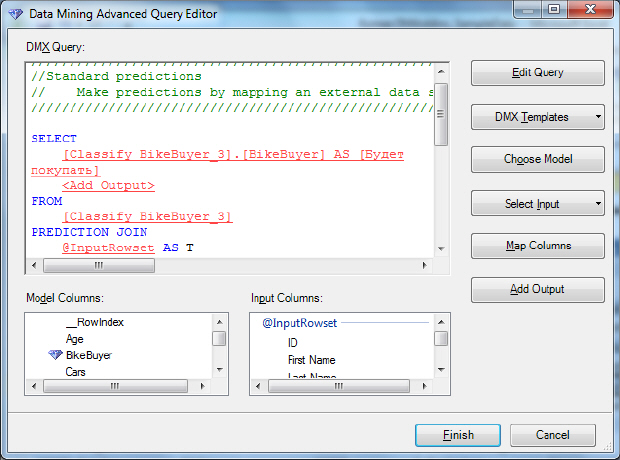 Data Mining Advanced Query Editor
DMX Query:
//Standard predictions
// Make predictions by mapping an external data s
SELECT
[Classify BikeBuyer_3].[BikeBuyer] AS [Будет
покупать]
<Add Output>
FROM
[Classify BikeBuyer_3]
PREDICTION JOIN
@InputRowset AS T
Edit Query
DMX Templates
Choose Model
Select Input
Map Columns
Add Output
Model Columns:
__RowIndex
Age
BikeBuyer
Cars
Input Columns:
@InputRowset
ID
First Name
Last Name
Finish
Cancel